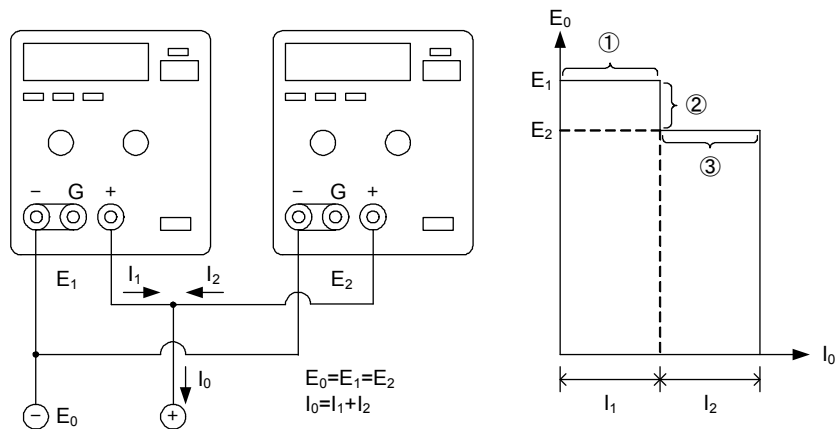 − G +
− G +
E₁
I₁
I₂
E₂
I₀
E₀=E₁=E₂
I₀=I₁+I₂
− E₀ +
E₀
①
E₁
②
E₂
③
I₀
I₁
I₂